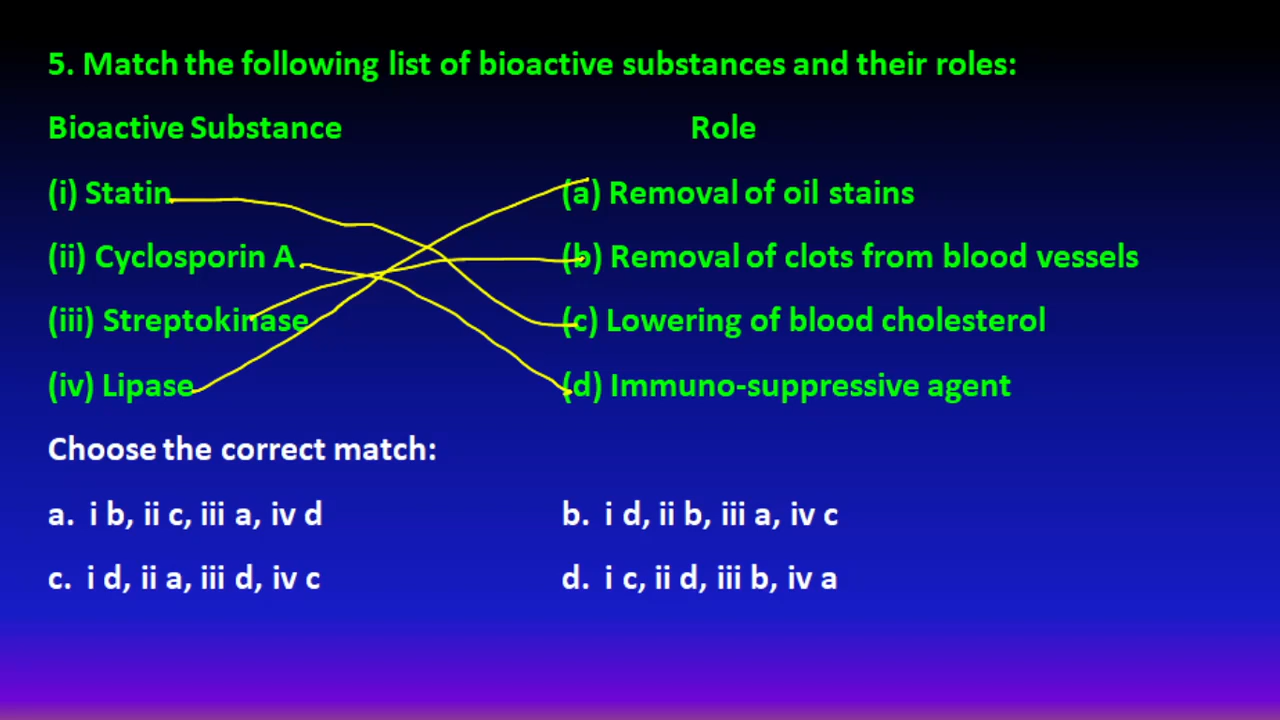 5. Match the following list of bioactive substances and their roles:
Bioactive Substance Role
(i) Statin (a) Removal of oil stains
(ii) Cyclosporin A (b) Removal of clots from blood vessels
(iii) Streptokinase (c) Lowering of blood cholesterol
(iv) Lipase (d) Immuno-suppressive agent
Choose the correct match:
a. i b, ii c, iii a, iv d b. i d, ii b, iii a, iv c
c. i d, ii a, iii d, iv c d. i c, ii d, iii b, iv a